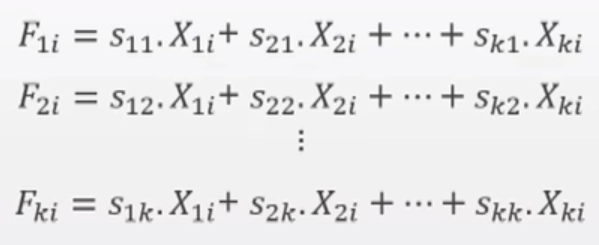 F₁ᵢ = s₁₁.X₁ᵢ+ s₂₁.X₂ᵢ + ⋯ + sₖ₁.Xₖᵢ
F₂ᵢ = s₁₂.X₁ᵢ+ s₂₂.X₂ᵢ + ⋯ + sₖ₂.Xₖᵢ
⋮
Fₖᵢ = s₁ₖ.X₁ᵢ+ s₂ₖ.X₂ᵢ + ⋯ + sₖₖ.Xₖᵢ